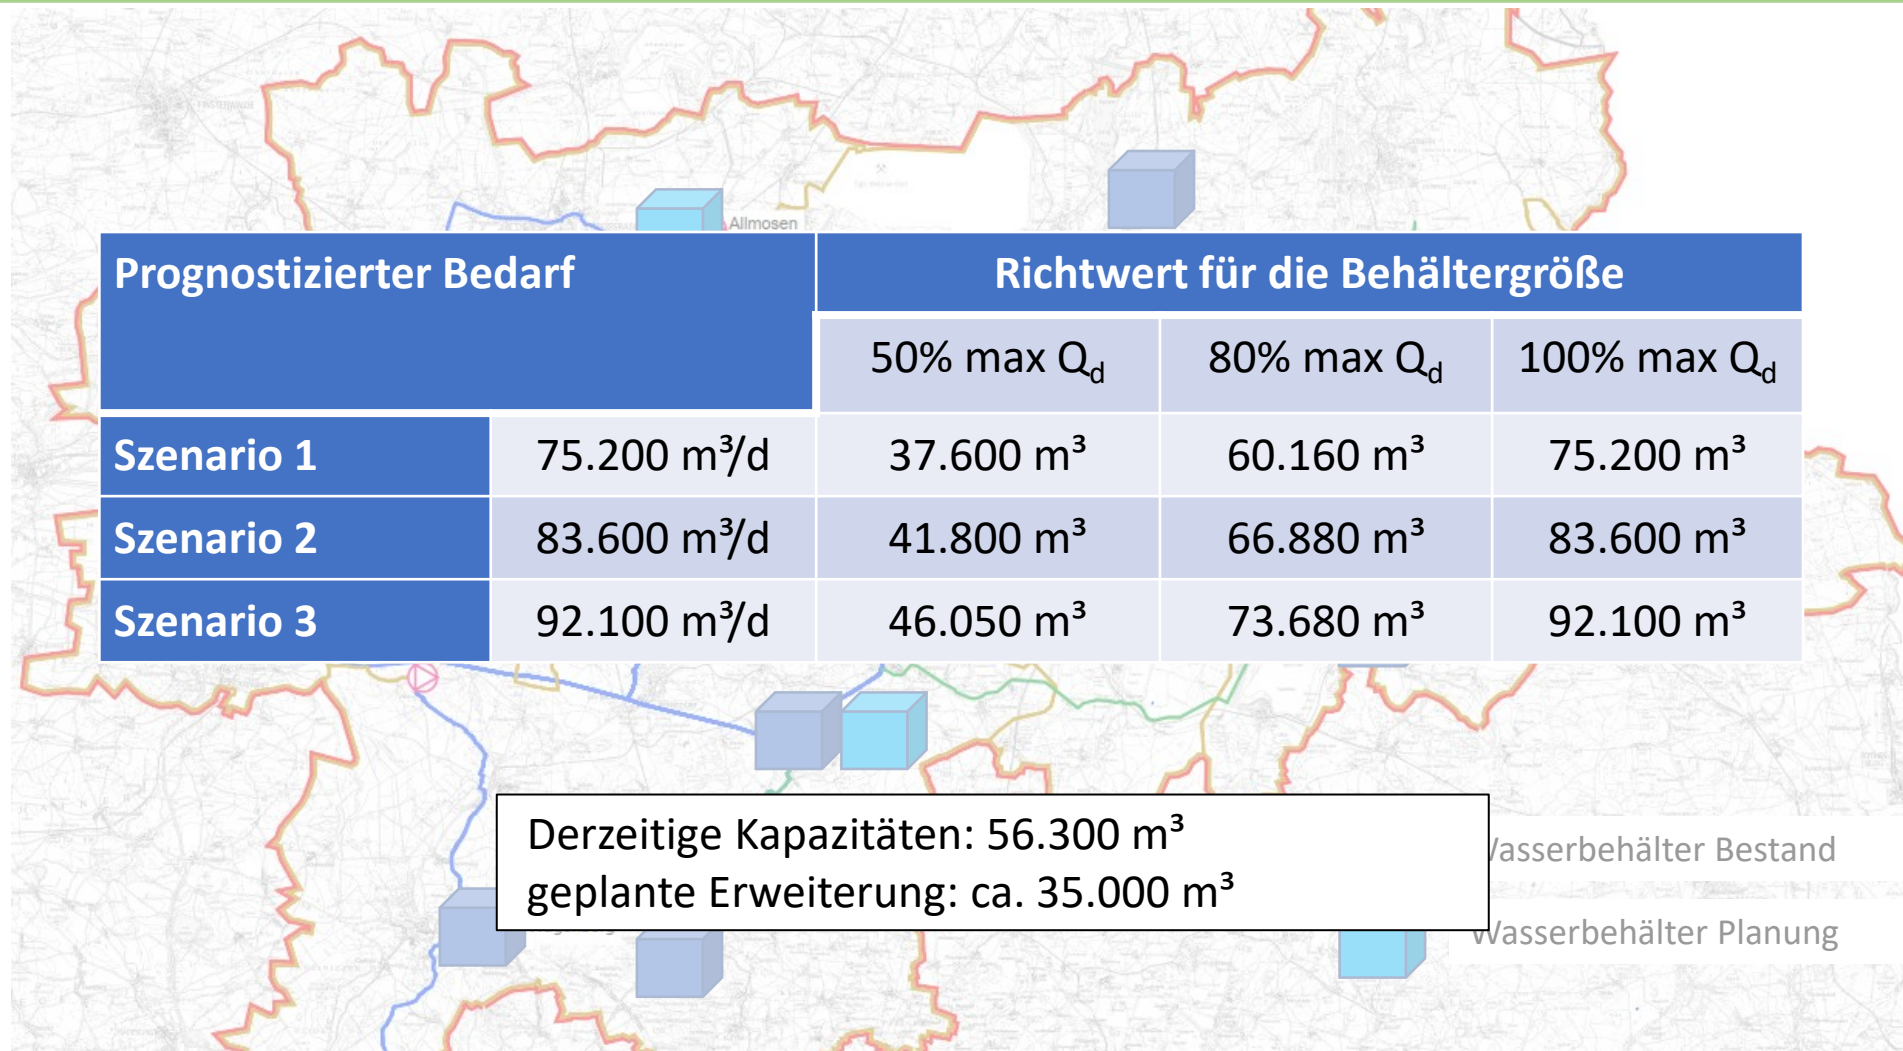 Allmosen
Prognostizierter Bedarf
Richtwert für die Behältergröße
50% max Qd
80% max Qd
100% max Qd
Szenario 1
75.200 m³/d
37.600 m³
60.160 m³
75.200 m³
Szenario 2
83.600 m³/d
41.800 m³
66.880 m³
83.600 m³
Szenario 3
92.100 m³/d
46.050 m³
73.680 m³
92.100 m³
Derzeitige Kapazitäten: 56.300 m³
geplante Erweiterung: ca. 35.000 m³
Wasserbehälter Bestand
Wasserbehälter Planung